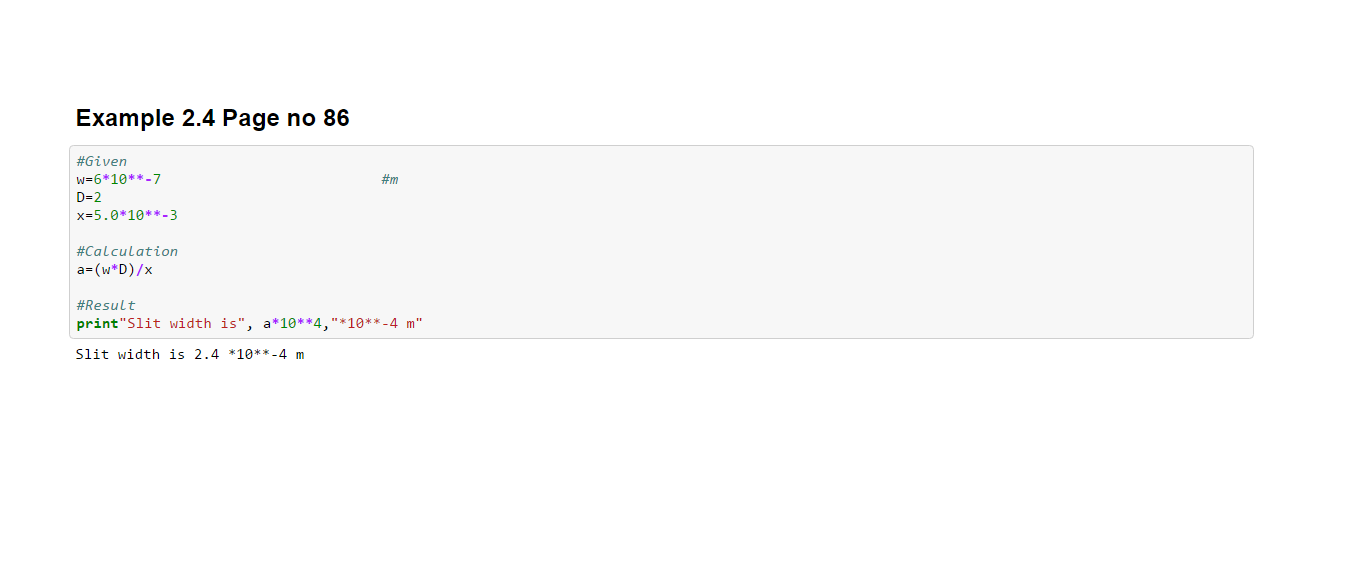 Example 2.4 Page no 86
#Given
w=6*10**-7                          #m
D=2
x=5.0*10**-3
#Calculation
a=(w*D)/x
#Result
print"Slit width is", a*10**4,"*10**-4 m"
Slit width is 2.4 *10**-4 m